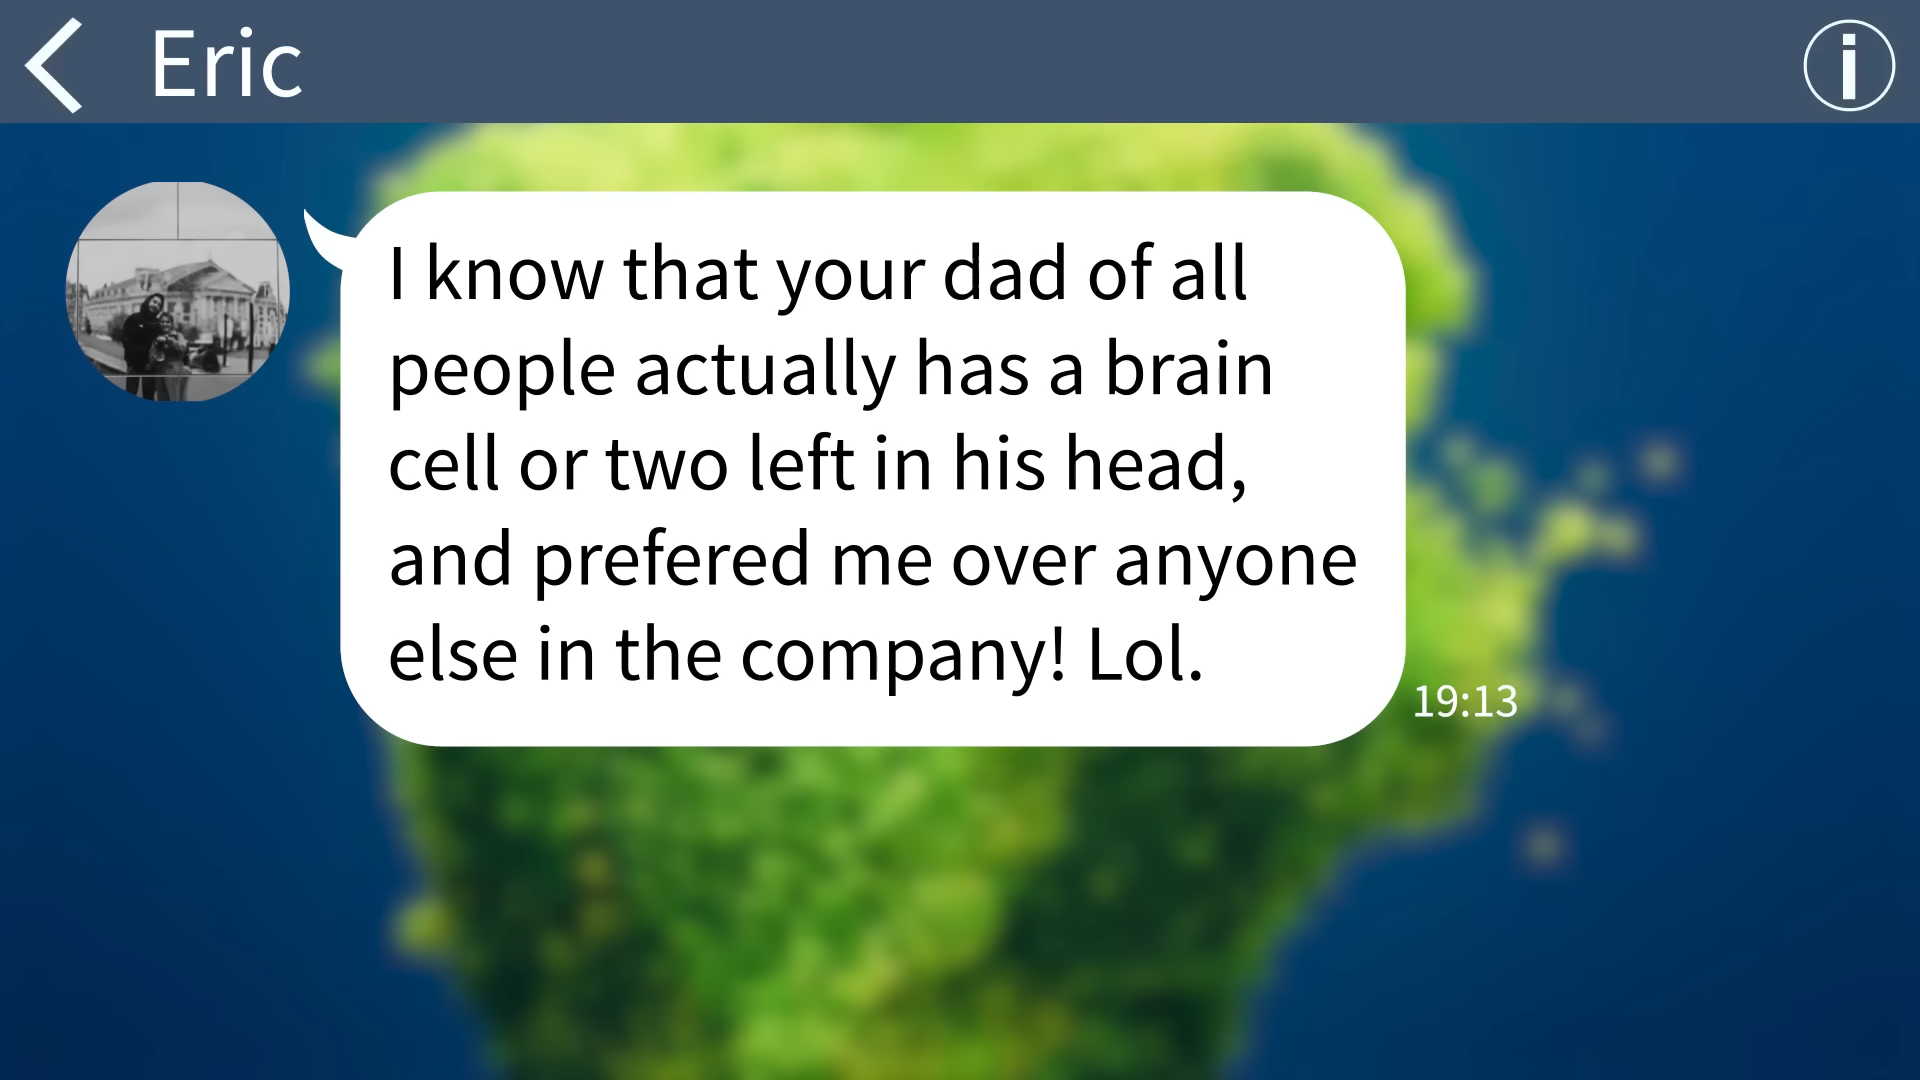 Eric
I know that your dad of all
people actually has a brain
cell or two left in his head,
and prefered me over anyone
else in the company! Lol.
19:13